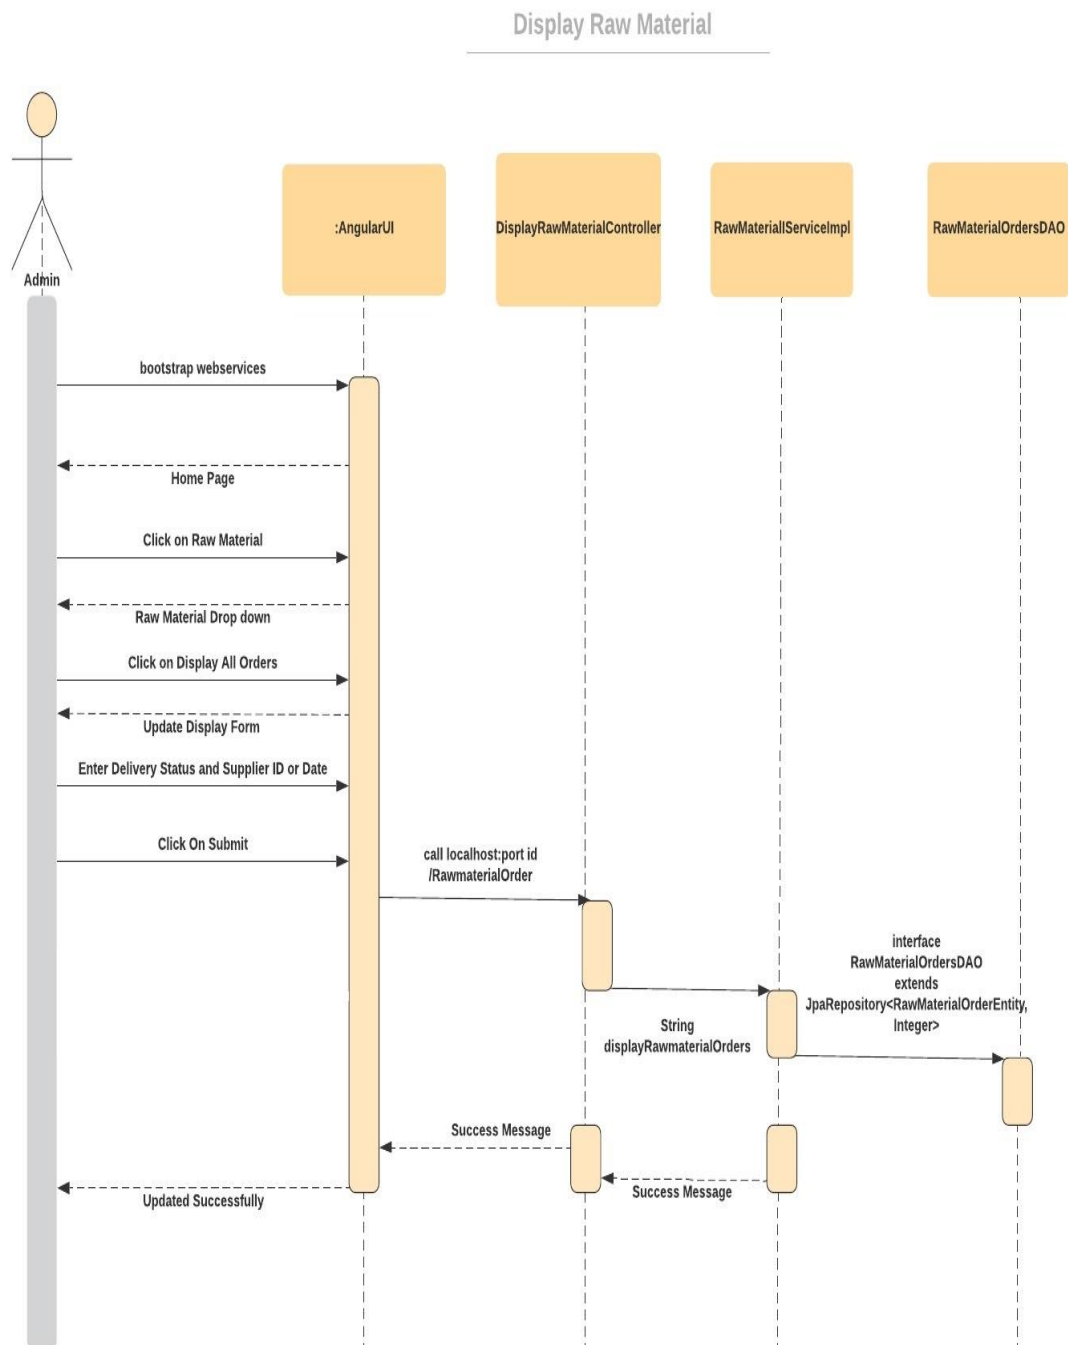 Display Raw Material
Admin
:AngularUI
DisplayRawMaterialController
RawMaterialIServiceImpl
RawMaterialOrdersDAO
bootstrap webservices
Home Page
Click on Raw Material
Raw Material Drop down
Click on Display All Orders
Update Display Form
Enter Delivery Status and Supplier ID or Date
Click On Submit
call localhost:port id
/RawmaterialOrder
String
displayRawmaterialOrders
interface
RawMaterialOrdersDAO
extends
JpaRepository<RawMaterialOrderEntity,
Integer>
Success Message
Success Message
Updated Successfully